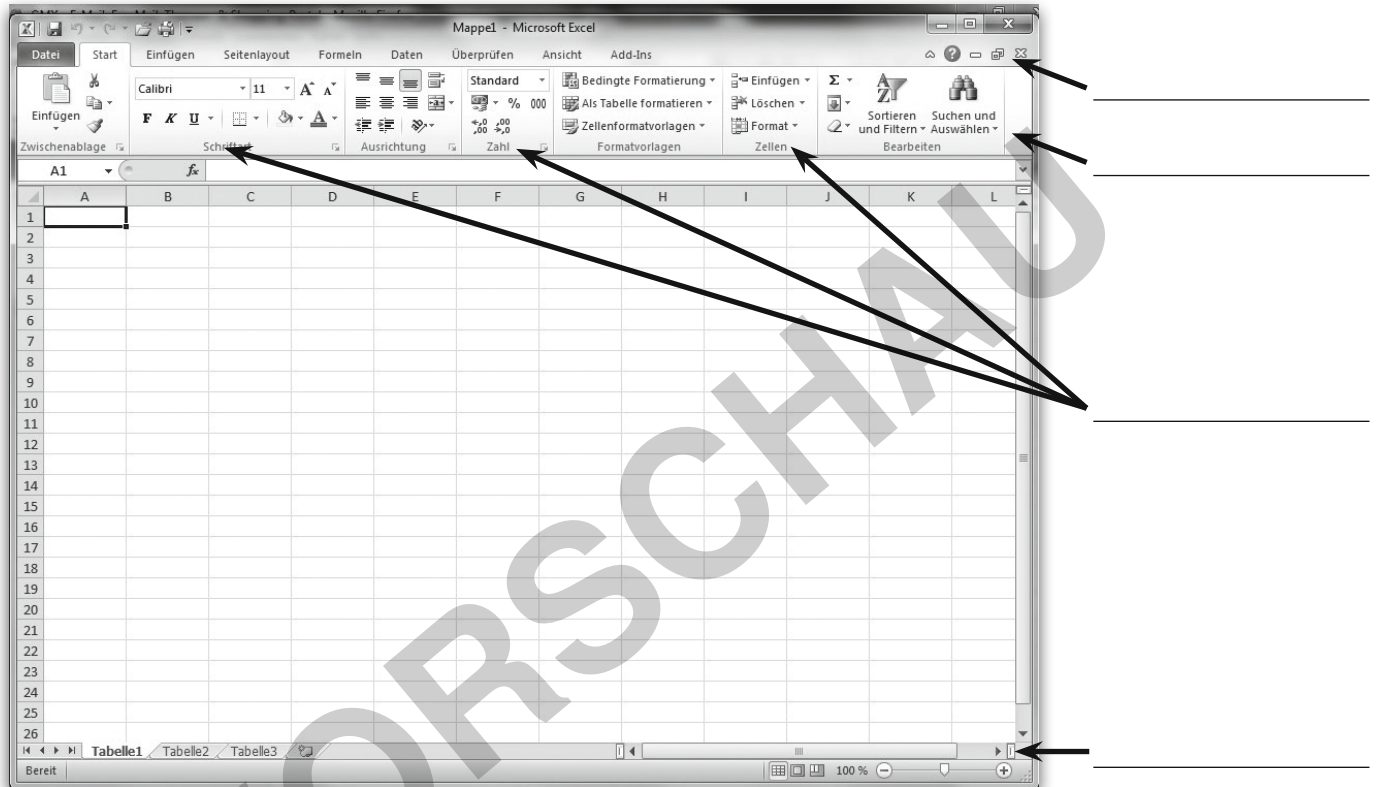 Mappe1 - Microsoft Excel
Datei Start Einfügen Seitenlayout Formeln Daten Überprüfen Ansicht Add-Ins
Calibri 11 A A Standard Bedingte Formatierung Einfügen Σ
Einfügen % 000 Als Tabelle formatieren Löschen Sortieren und Filtern Suchen und Auswählen
F K U A ,00 ,00 Zellenformatvorlagen Format
Zwischenablage Schriftart Ausrichtung Zahl Formatvorlagen Zellen Bearbeiten
A1 fx
A B C D E F G H I J K L
1
2
3
4
5
6
7
8
9
10
11
12
13
14
15
16
17
18
19
20
21
22
23
24
25
26
Tabelle1 Tabelle2 Tabelle3
Bereit 100 %
VORSCHAU